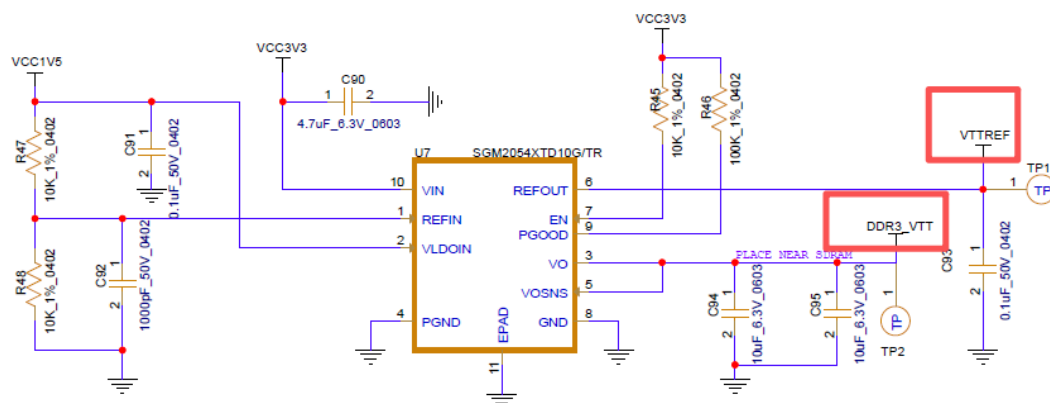 VCC1V5
R47
10K_1%_0402
C91
1
2
0.1uF_50V_0402
R48
10K_1%_0402
C92
1
2
1000pF_50V_0402
VCC3V3
C90
1
2
4.7uF_6.3V_0603
VCC3V3
R45
10K_1%_0402
R46
100K_1%_0402
U7
SGM2054XTD10G/TR
10
VIN
REFOUT
6
1
REFIN
EN
7
2
VLDOIN
PGOOD
9
VO
3
VOSNS
5
4
PGND
GND
8
EPAD
11
PLACE NEAR SDRAM
C94
1
2
10uF_6.3V_0603
C95
1
2
10uF_6.3V_0603
DDR3_VTT
1
TP
TP2
VTTREF
TP1
1
TP
C93
1
2
0.1uF_50V_0402